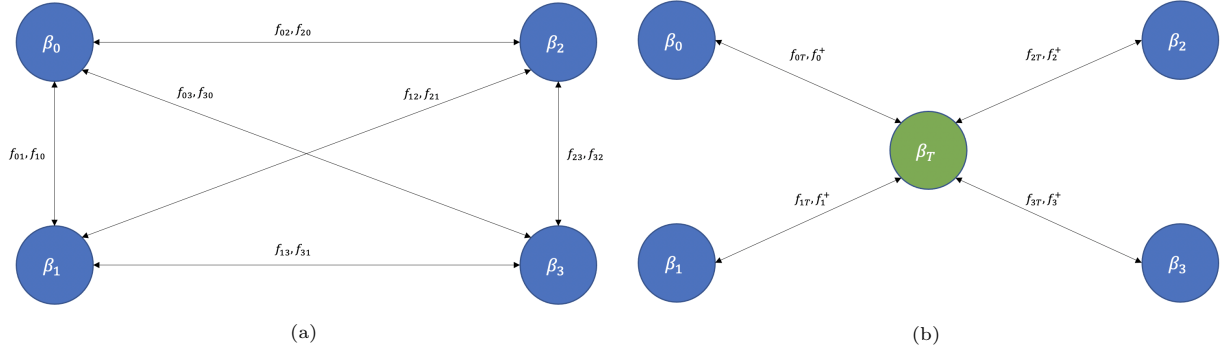 β₀
f₀₂, f₂₀
β₂
f₀₃, f₃₀
f₁₂, f₂₁
f₀₁, f₁₀
f₂₃, f₃₂
β₁
f₁₃, f₃₁
β₃
(a)
β₀
f₀T, f₀⁺
f₂T, f₂⁺
β₂
βT
f₁T, f₁⁺
f₃T, f₃⁺
β₁
β₃
(b)